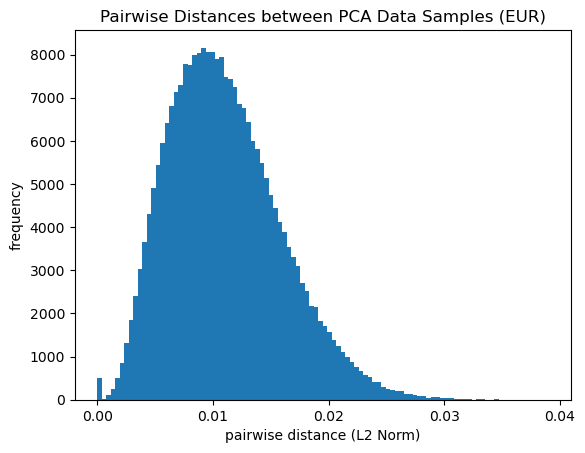 Pairwise Distances between PCA Data Samples (EUR)
8000
7000
6000
5000
4000
3000
2000
1000
0
frequency
0.00 0.01 0.02 0.03 0.04
pairwise distance (L2 Norm)